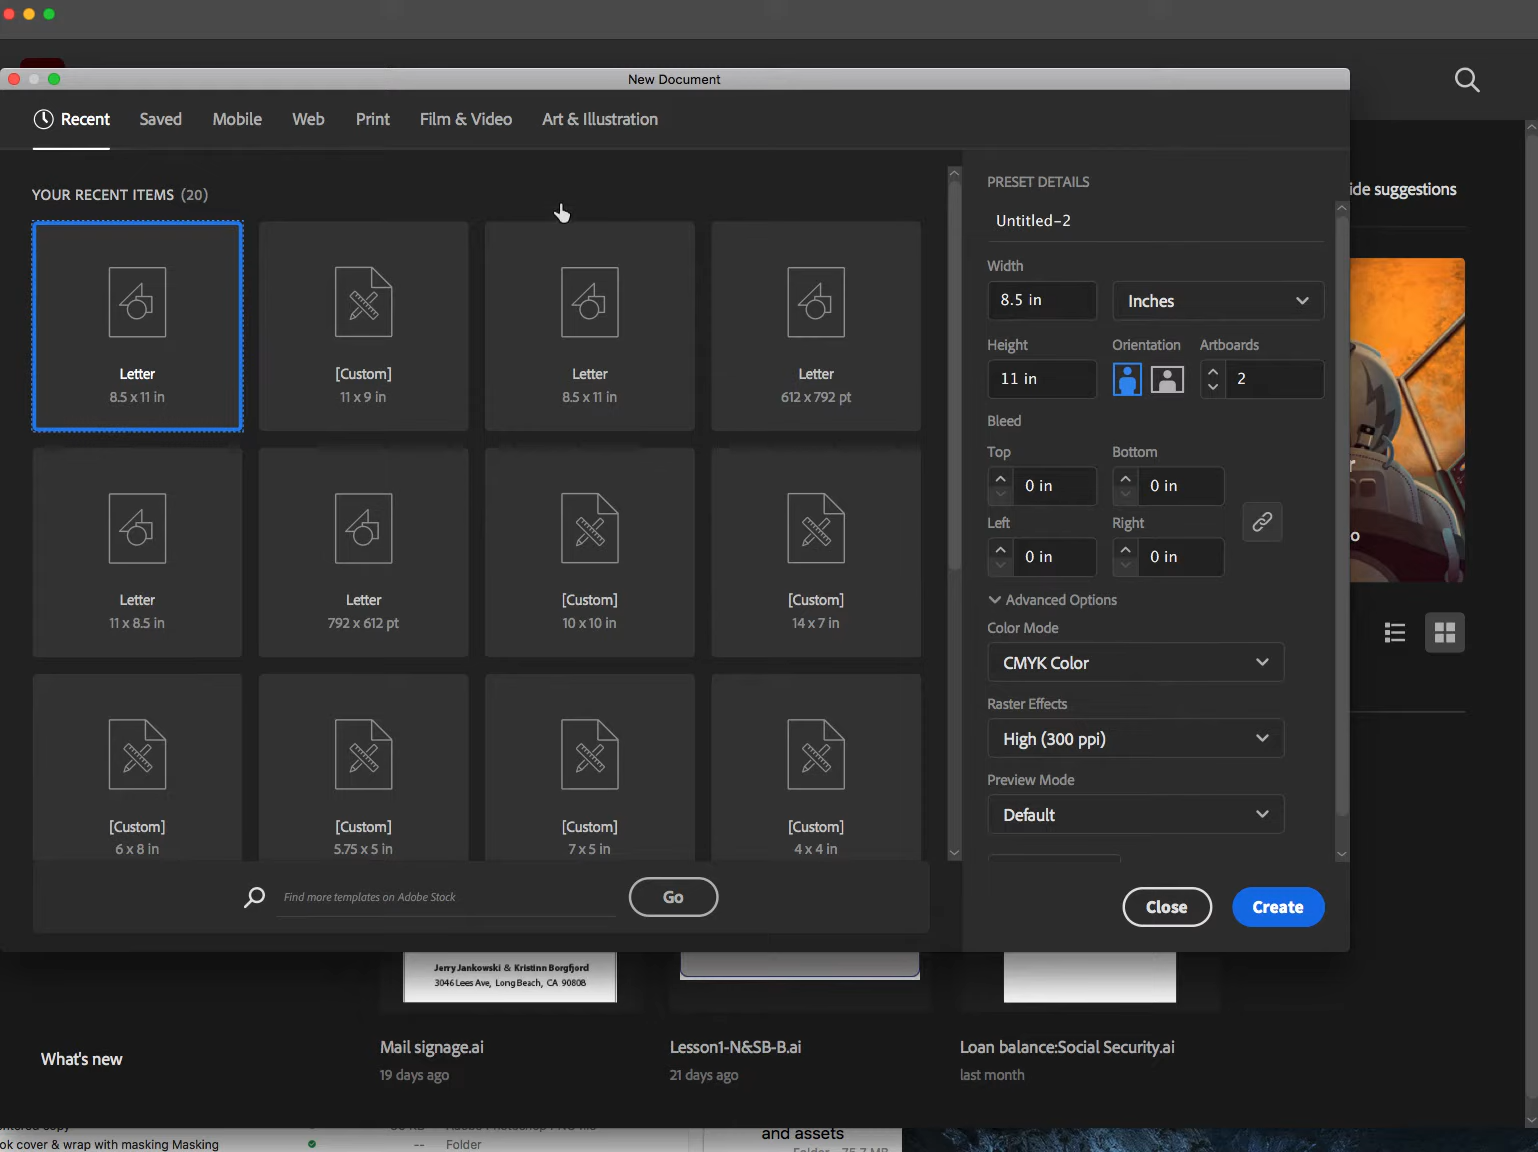 New Document
Recent
Saved
Mobile
Web
Print
Film & Video
Art & Illustration
YOUR RECENT ITEMS (20)
Letter
8.5 x 11 in
[Custom]
11 x 9 in
Letter
8.5 x 11 in
Letter
612 x 792 pt
Letter
11 x 8.5 in
Letter
792 x 612 pt
[Custom]
10 x 10 in
[Custom]
14 x 7 in
[Custom]
6 x 8 in
[Custom]
5.75 x 5 in
[Custom]
7 x 5 in
[Custom]
4 x 4 in
Find more templates on Adobe Stock
Go
PRESET DETAILS
Untitled-2
Width
8.5 in
Inches
Height
Orientation
Artboards
11 in
2
Bleed
Top
Bottom
0 in
0 in
Left
Right
0 in
0 in
Advanced Options
Color Mode
CMYK Color
Raster Effects
High (300 ppi)
Preview Mode
Default
Close
Create
ide suggestions
r
o
Jerry Jankowski & Kristinn Borgfjord
3046 Lees Ave, Long Beach, CA 90808
What's new
Mail signage.ai
19 days ago
Lesson1-N&SB-B.ai
21 days ago
Loan balance:Social Security.ai
last month
ok cover & wrap with masking Masking
-- Folder
and assets